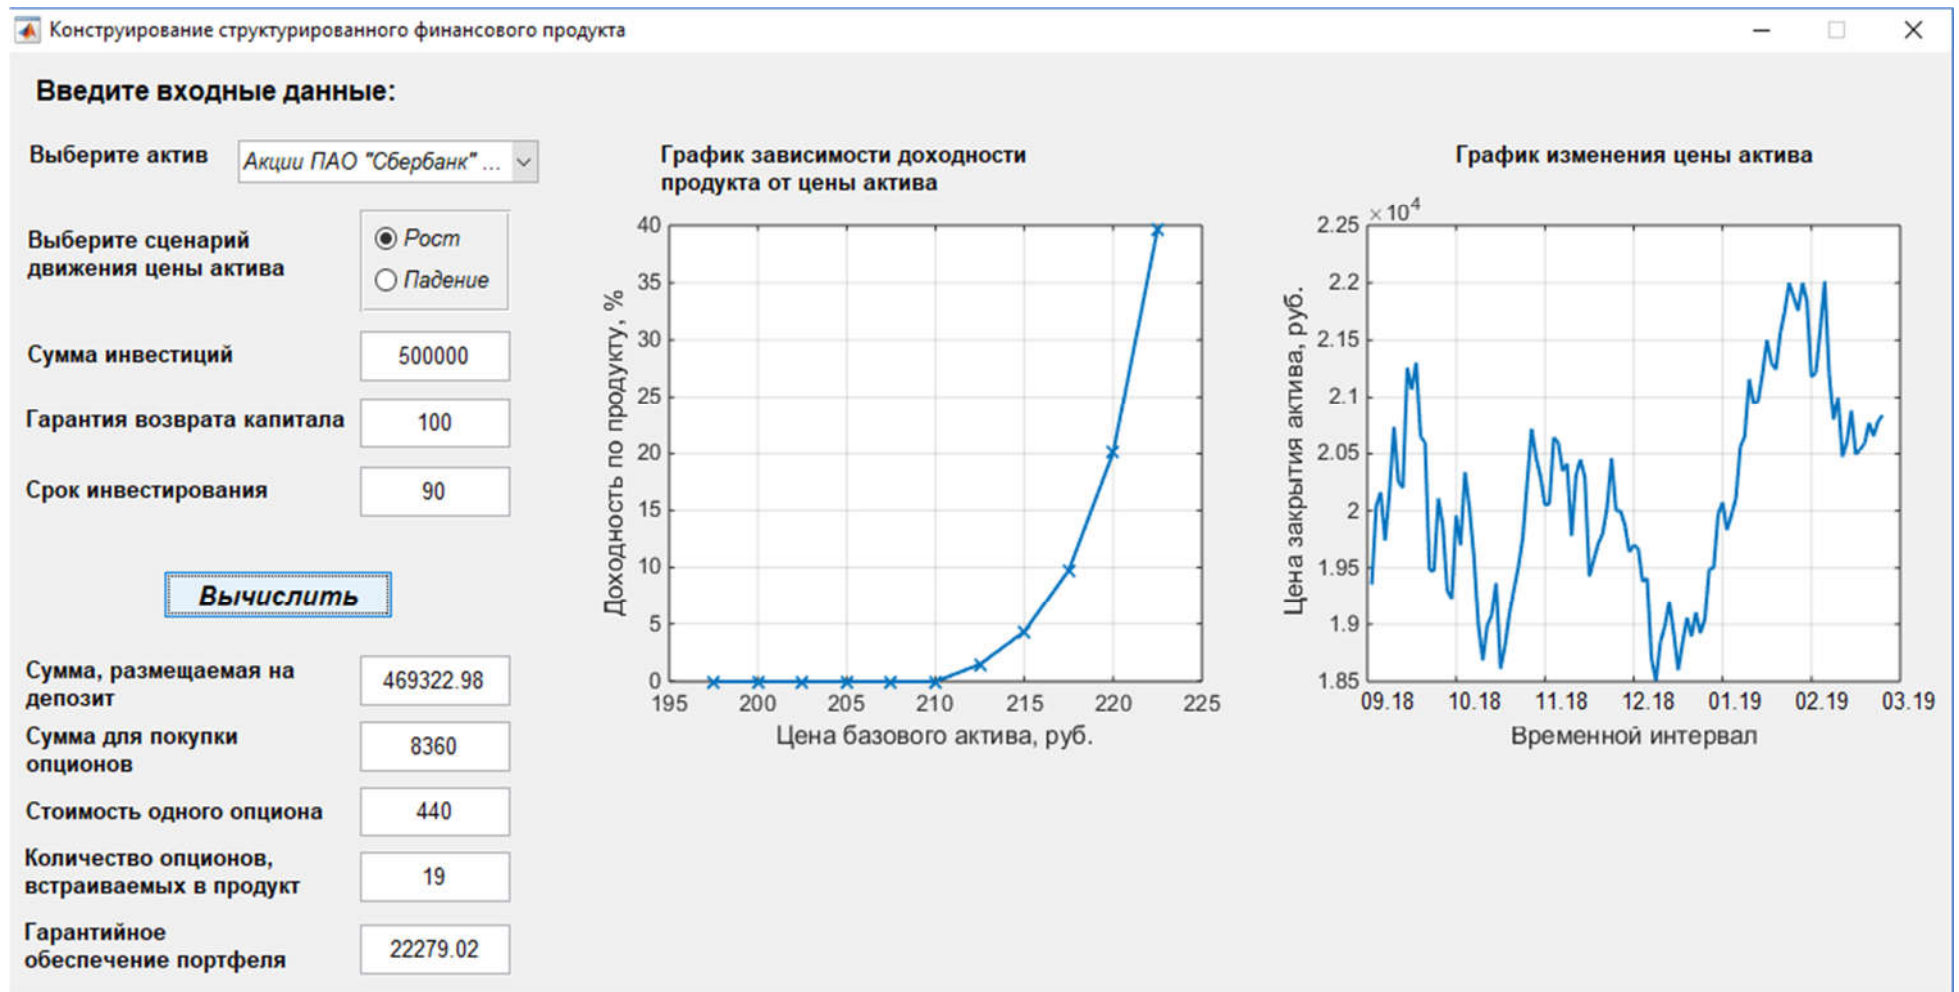 Конструирование структурированного финансового продукта
Введите входные данные:
Выберите актив
Акции ПАО "Сбербанк" ...
Выберите сценарий
движения цены актива
Рост
Падение
Сумма инвестиций
500000
Гарантия возврата капитала
100
Срок инвестирования
90
Вычислить
Сумма, размещаемая на
депозит
469322.98
Сумма для покупки
опционов
8360
Стоимость одного опциона
440
Количество опционов,
встраиваемых в продукт
19
Гарантийное
обеспечение портфеля
22279.02
График зависимости доходности
продукта от цены актива
Доходность по продукту, %
40
35
30
25
20
15
10
5
0
195 200 205 210 215 220 225
Цена базового актива, руб.
График изменения цены актива
×10⁴
Цена закрытия актива, руб.
2.25
2.2
2.15
2.1
2.05
2
1.95
1.9
1.85
09.18 10.18 11.18 12.18 01.19 02.19 03.19
Временной интервал